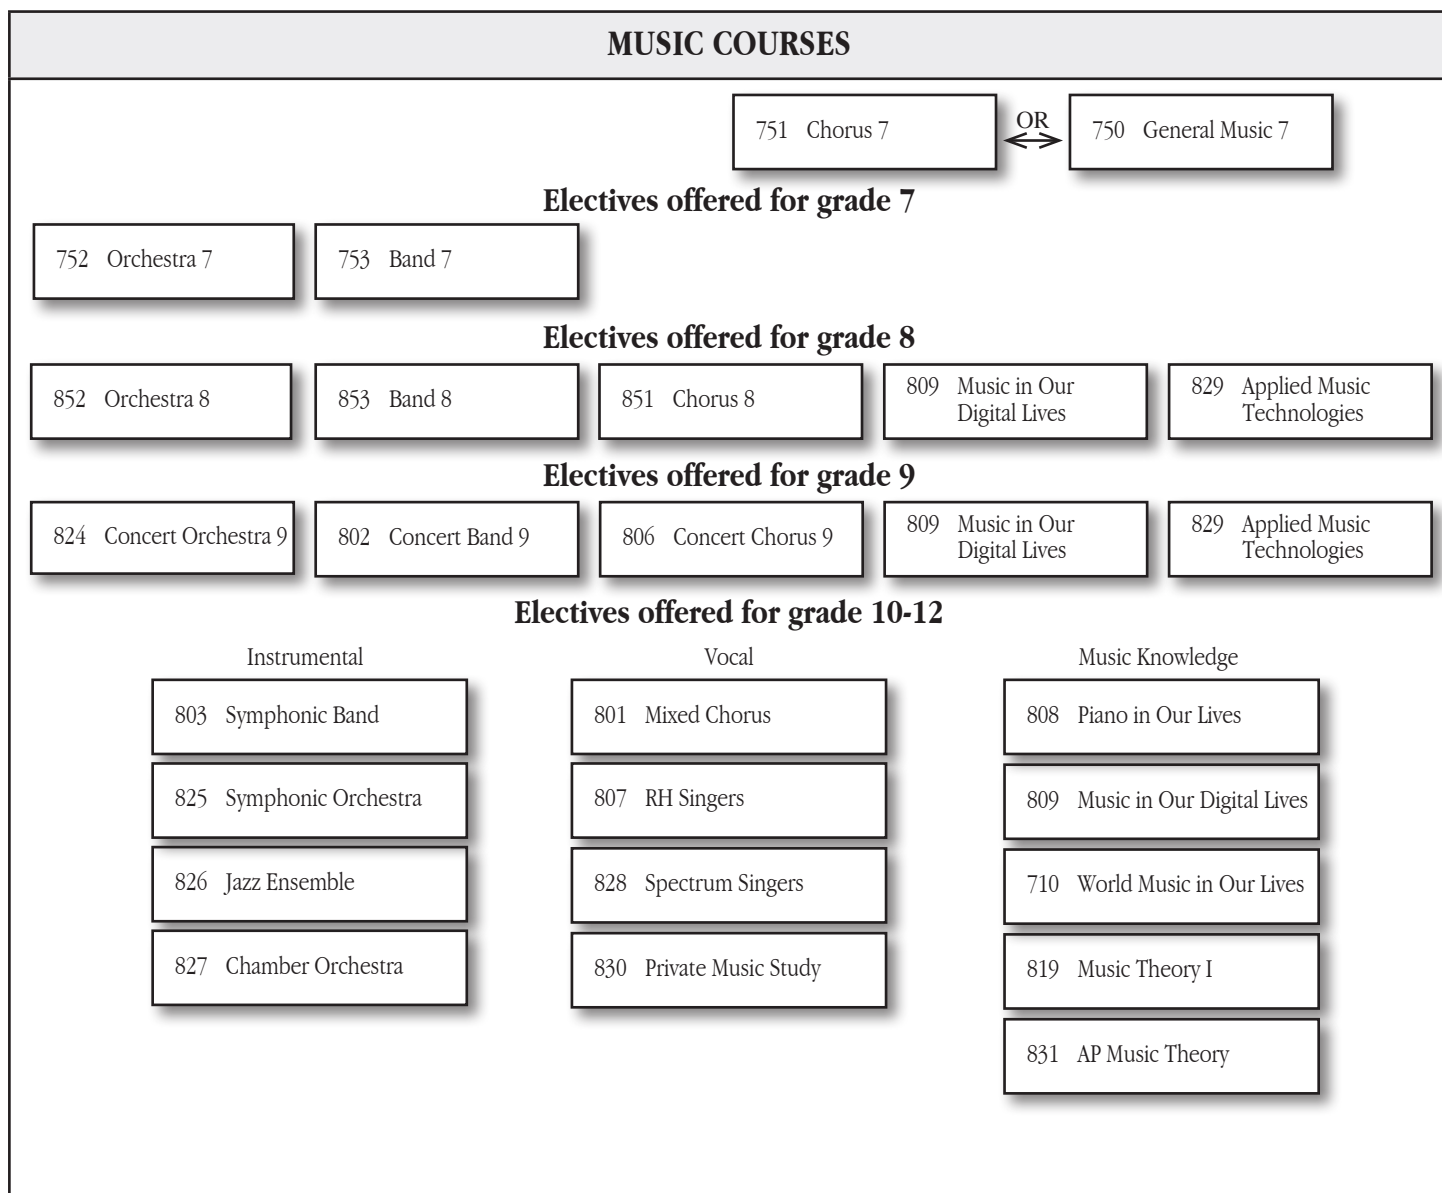 MUSIC COURSES
751 Chorus 7
OR
750 General Music 7
Electives offered for grade 7
752 Orchestra 7
753 Band 7
Electives offered for grade 8
852 Orchestra 8
853 Band 8
851 Chorus 8
809 Music in Our
Digital Lives
829 Applied Music
Technologies
Electives offered for grade 9
824 Concert Orchestra 9
802 Concert Band 9
806 Concert Chorus 9
809 Music in Our
Digital Lives
829 Applied Music
Technologies
Electives offered for grade 10-12
Instrumental
803 Symphonic Band
825 Symphonic Orchestra
826 Jazz Ensemble
827 Chamber Orchestra
Vocal
801 Mixed Chorus
807 RH Singers
828 Spectrum Singers
830 Private Music Study
Music Knowledge
808 Piano in Our Lives
809 Music in Our Digital Lives
710 World Music in Our Lives
819 Music Theory I
831 AP Music Theory